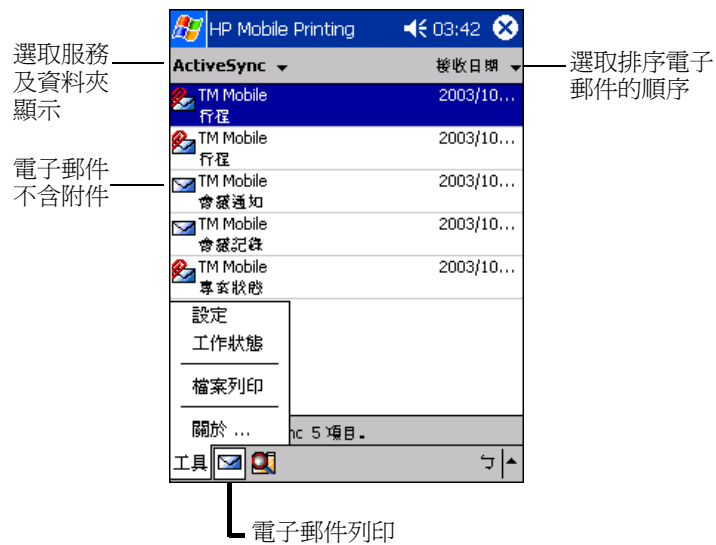 HP Mobile Printing 03:42
選取服務
及資料夾
顯示
ActiveSync
接收日期
選取排序電子
郵件的順序
TM Mobile 2003/10...
行程
TM Mobile 2003/10...
行程
電子郵件
不含附件
TM Mobile 2003/10...
會議通知
TM Mobile 2003/10...
會議記錄
TM Mobile 2003/10...
專案狀態
設定
工作狀態
檔案列印
關於 ...
nc 5 項目.
工具
ㄅ
電子郵件列印